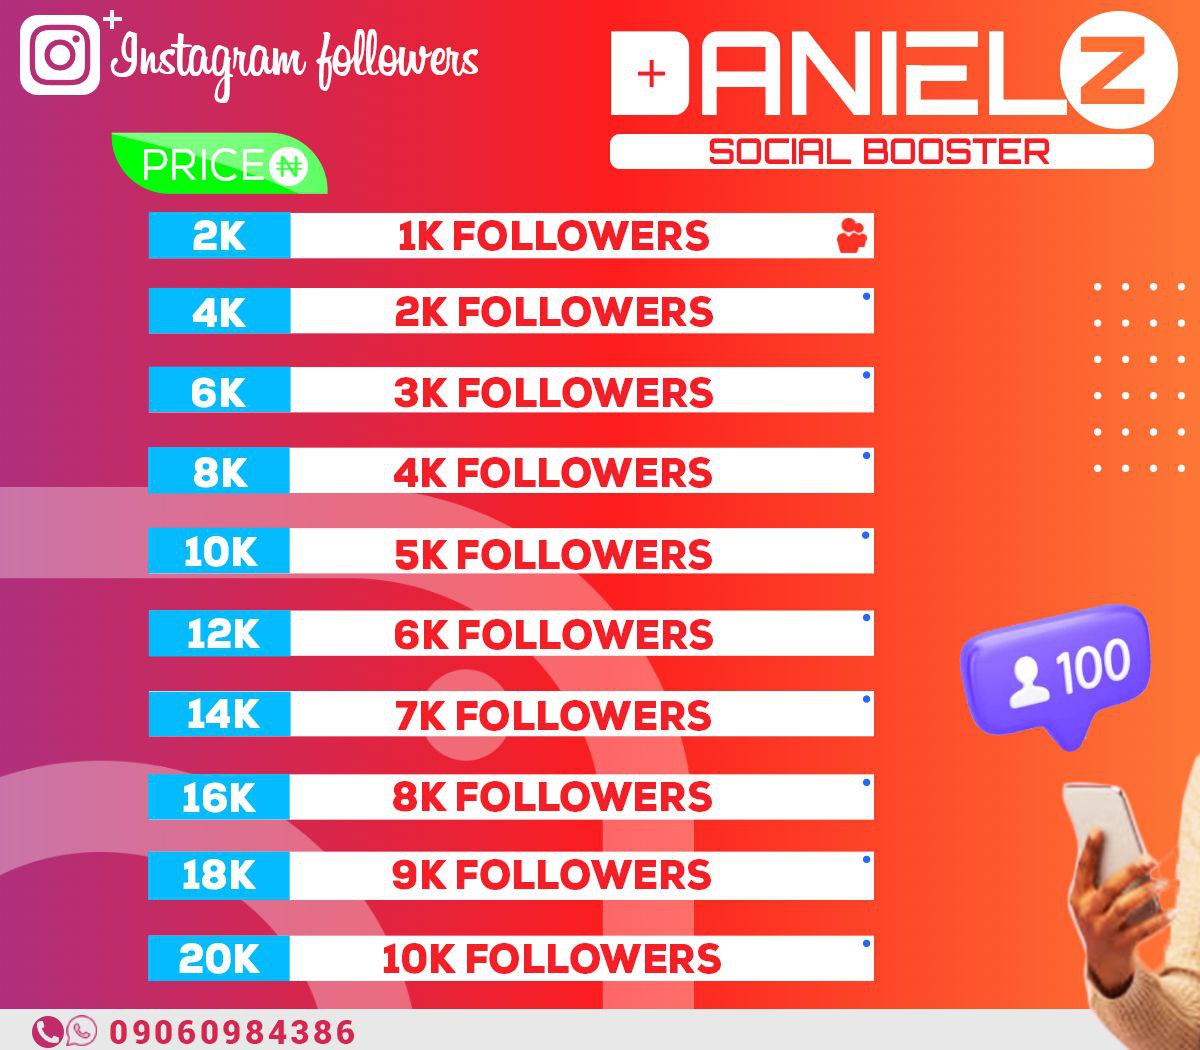 +
Instagram followers
+
DANIELZ
SOCIAL BOOSTER
PRICE ₦
2K 1K FOLLOWERS
4K 2K FOLLOWERS
6K 3K FOLLOWERS
8K 4K FOLLOWERS
10K 5K FOLLOWERS
12K 6K FOLLOWERS
14K 7K FOLLOWERS
16K 8K FOLLOWERS
18K 9K FOLLOWERS
20K 10K FOLLOWERS
100
09060984386